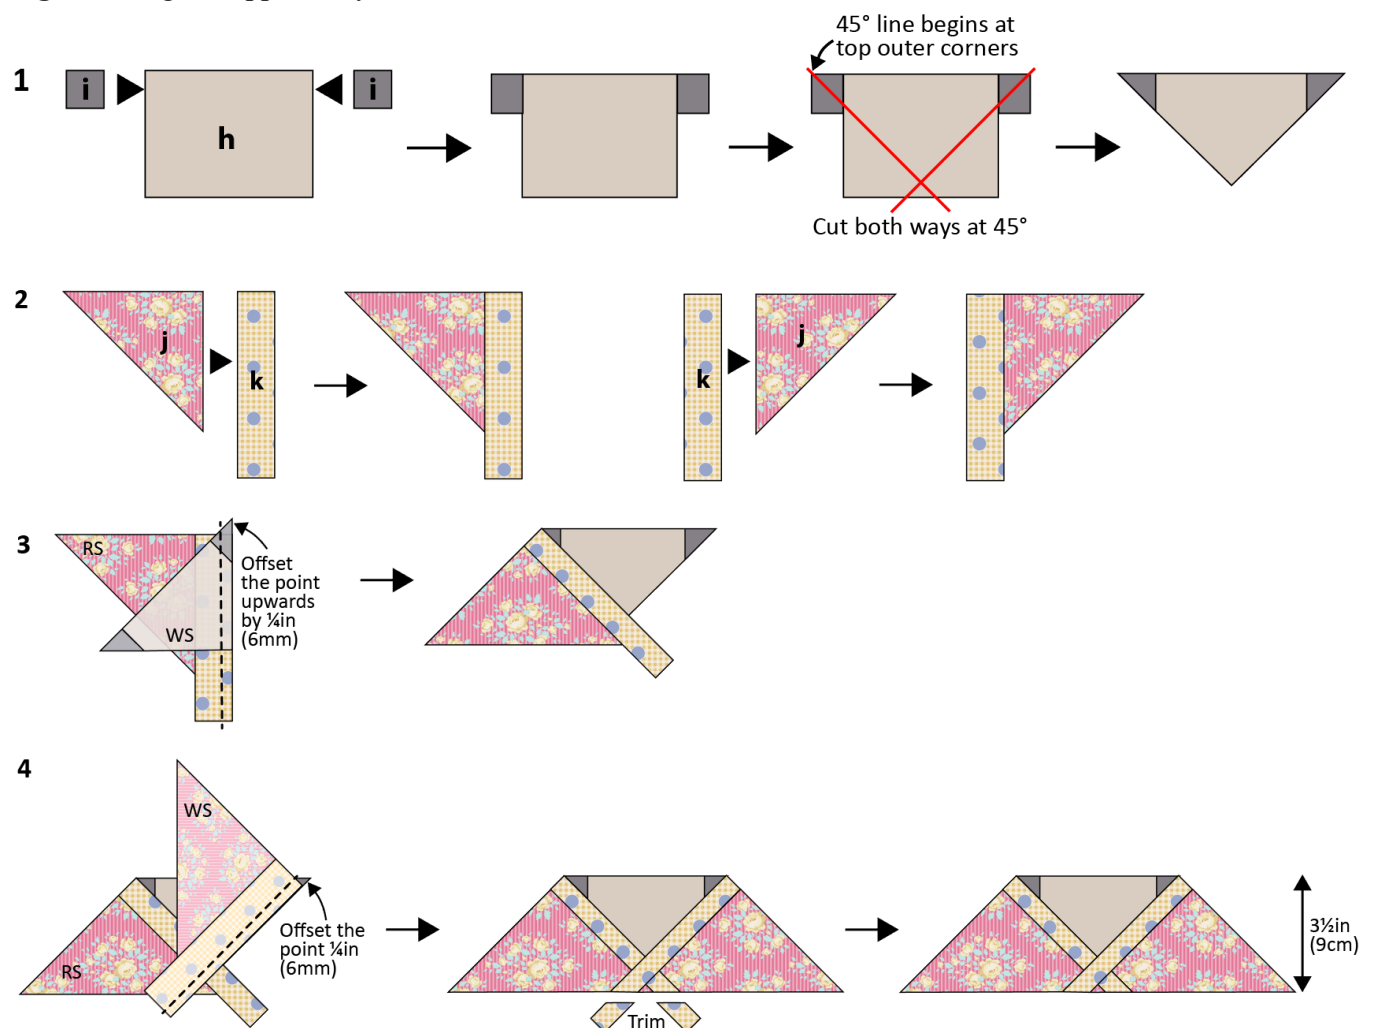 45° line begins at
top outer corners
1
i
i
h
Cut both ways at 45°
2
j
k
k
j
3
RS
WS
Offset
the point
upwards
by ¼in
(6mm)
4
WS
RS
Offset the
point ¼in
(6mm)
Trim
3½in
(9cm)